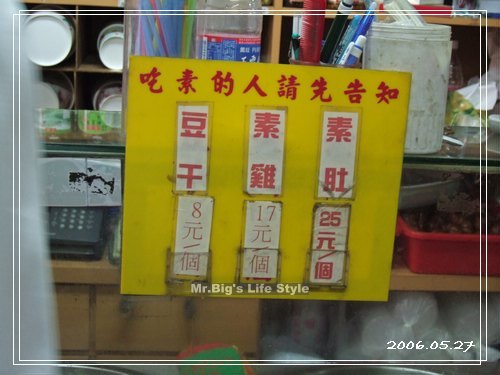 吃素的人請先告知
豆干
8元/個
素雞
17元/個
素肚
25元/個
Mr.Big's Life Style
2006.05.27